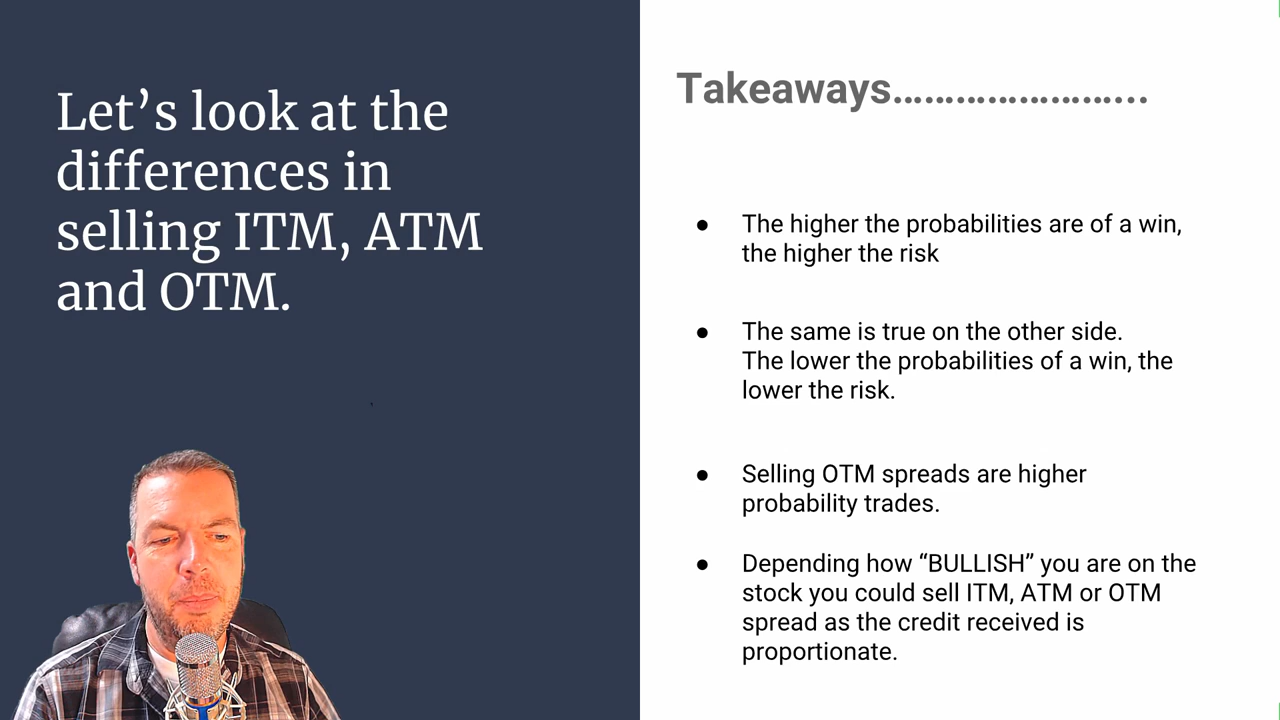 Let’s look at the
differences in
selling ITM, ATM
and OTM.
Takeaways........................
The higher the probabilities are of a win,
the higher the risk
The same is true on the other side.
The lower the probabilities of a win, the
lower the risk.
Selling OTM spreads are higher
probability trades.
Depending how “BULLISH” you are on the
stock you could sell ITM, ATM or OTM
spread as the credit received is
proportionate.